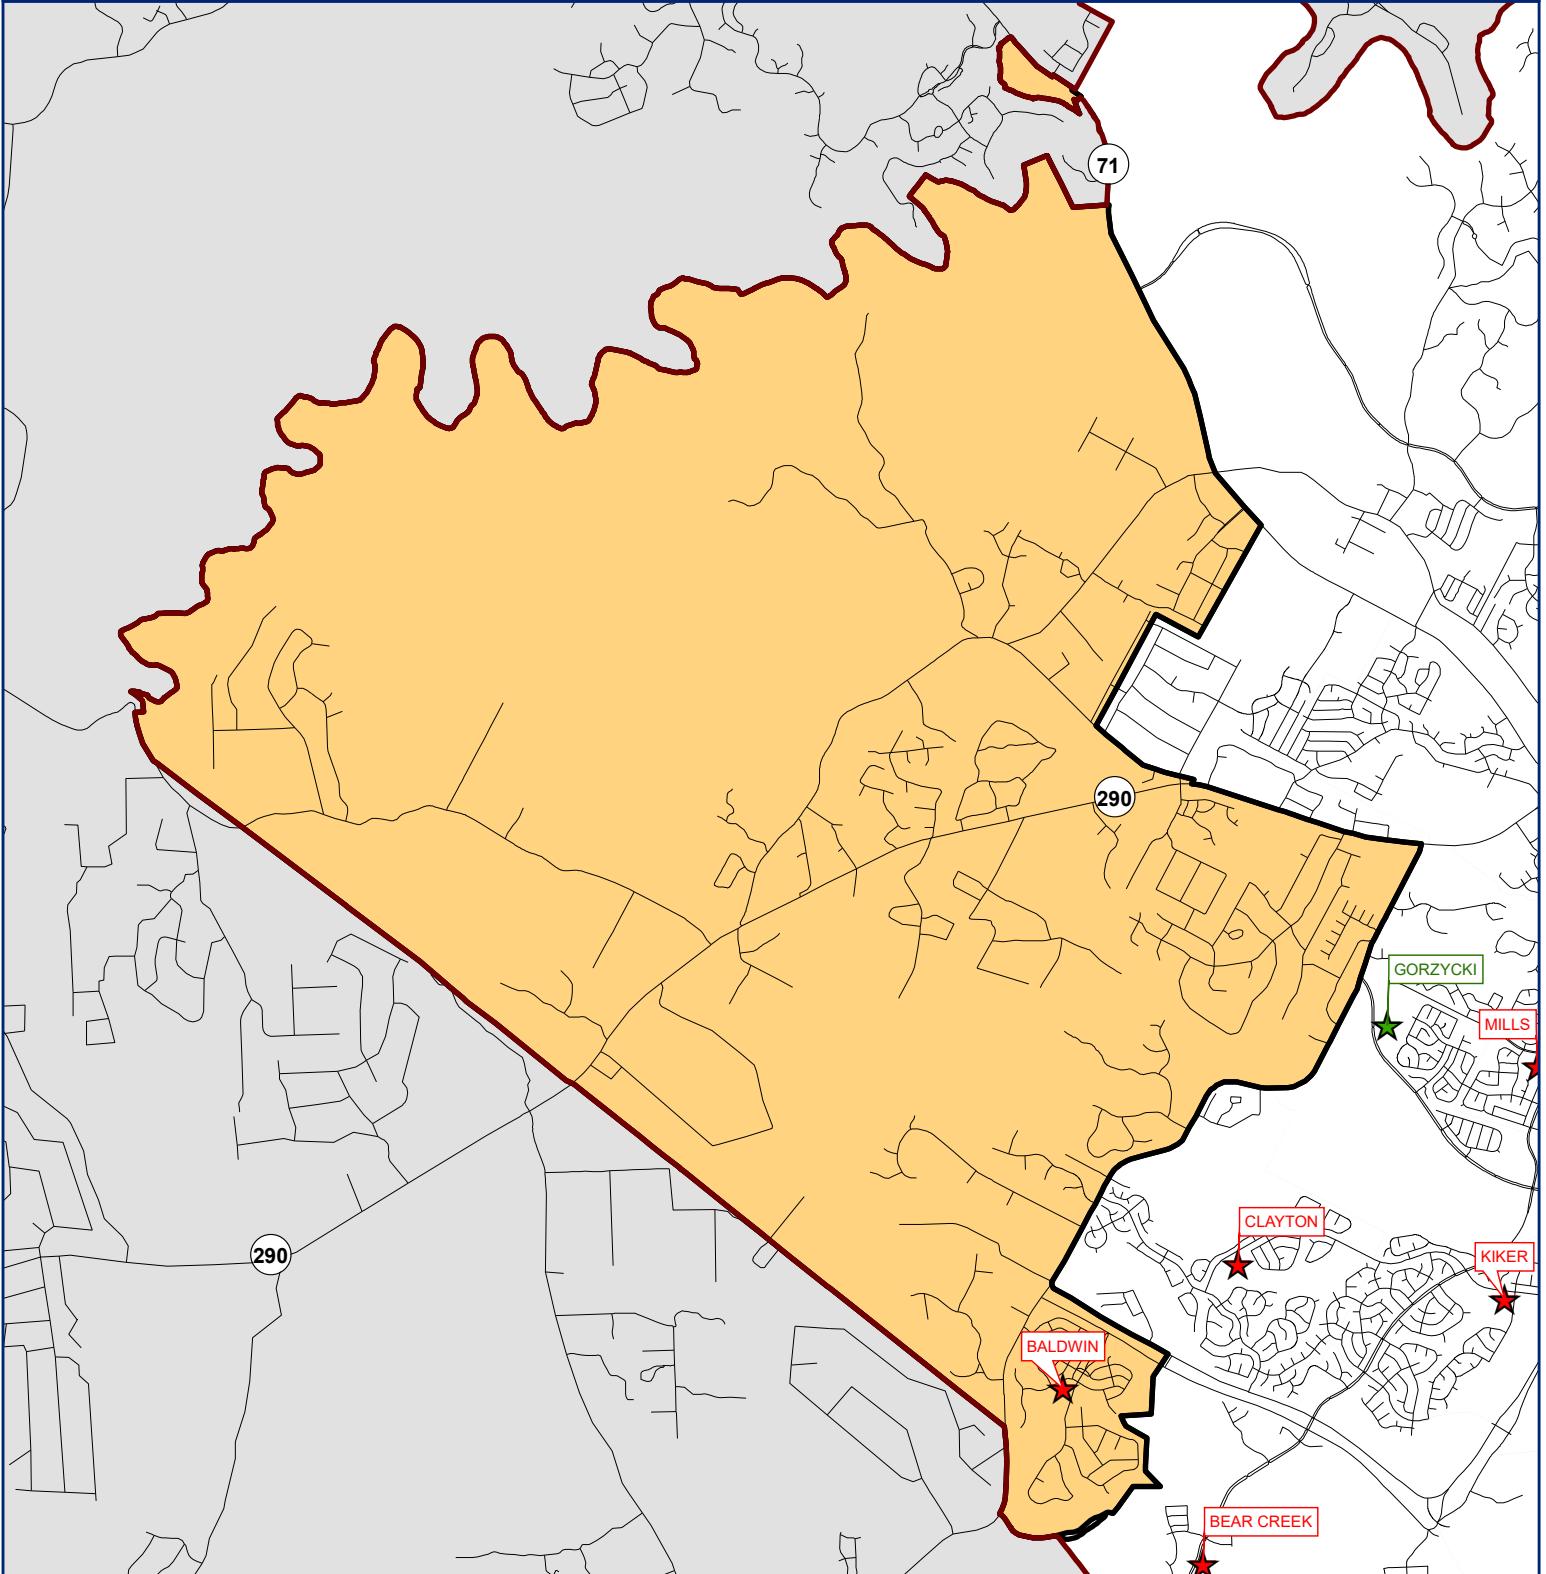 71
290
GORZYCKI
MILLS
CLAYTON
290
KIKER
BALDWIN
BEAR CREEK